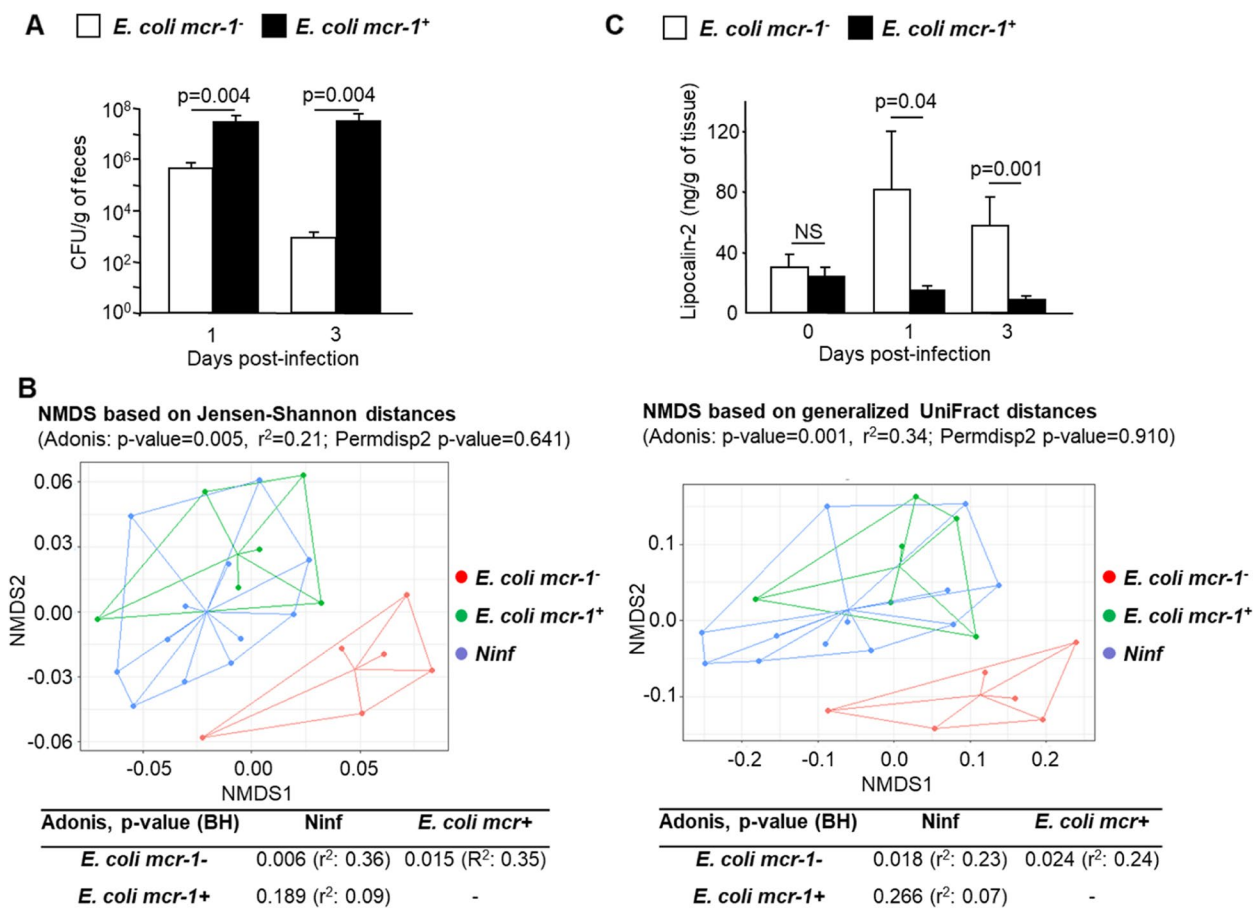 A
E. coli mcr-1⁻ E. coli mcr-1⁺
p=0.004 p=0.004
10⁸
10⁶
10⁴
10²
10⁰
CFU/g of feces
1 3
Days post-infection
C
E. coli mcr-1⁻ E. coli mcr-1⁺
p=0.04
p=0.001
NS
120
80
40
0
Lipocalin-2 (ng/g of tissue)
0 1 3
Days post-infection
B
NMDS based on Jensen-Shannon distances
(Adonis: p-value=0.005, r²=0.21; Permdisp2 p-value=0.641)
0.06
0.03
0.00
-0.03
-0.06
NMDS2
-0.05 0.00 0.05
NMDS1
E. coli mcr-1⁻
E. coli mcr-1⁺
Ninf
Adonis, p-value (BH) Ninf E. coli mcr+
E. coli mcr-1- 0.006 (r²: 0.36) 0.015 (R²: 0.35)
E. coli mcr-1+ 0.189 (r²: 0.09) -
NMDS based on generalized UniFract distances
(Adonis: p-value=0.001, r²=0.34; Permdisp2 p-value=0.910)
0.1
0.0
-0.1
NMDS2
-0.2 -0.1 0.0 0.1 0.2
NMDS1
E. coli mcr-1⁻
E. coli mcr-1⁺
Ninf
Adonis, p-value (BH) Ninf E. coli mcr+
E. coli mcr-1- 0.018 (r²: 0.23) 0.024 (r²: 0.24)
E. coli mcr-1+ 0.266 (r²: 0.07) -